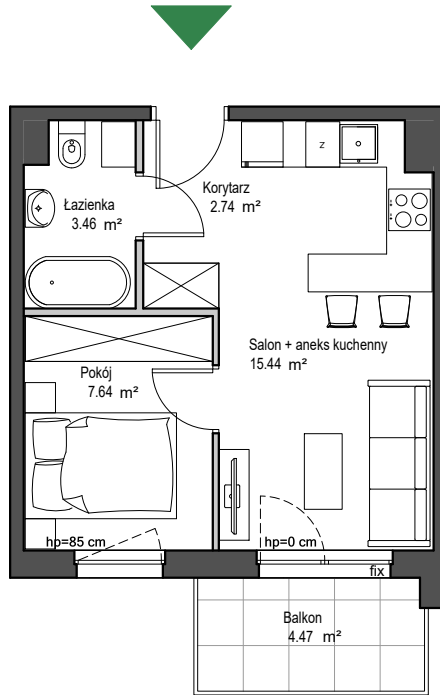 Korytarz
2.74 m²
z
Łazienka
3.46 m²
Salon + aneks kuchenny
15.44 m²
Pokój
7.64 m²
hp=85 cm
hp=0 cm
fix
Balkon
4.47 m²